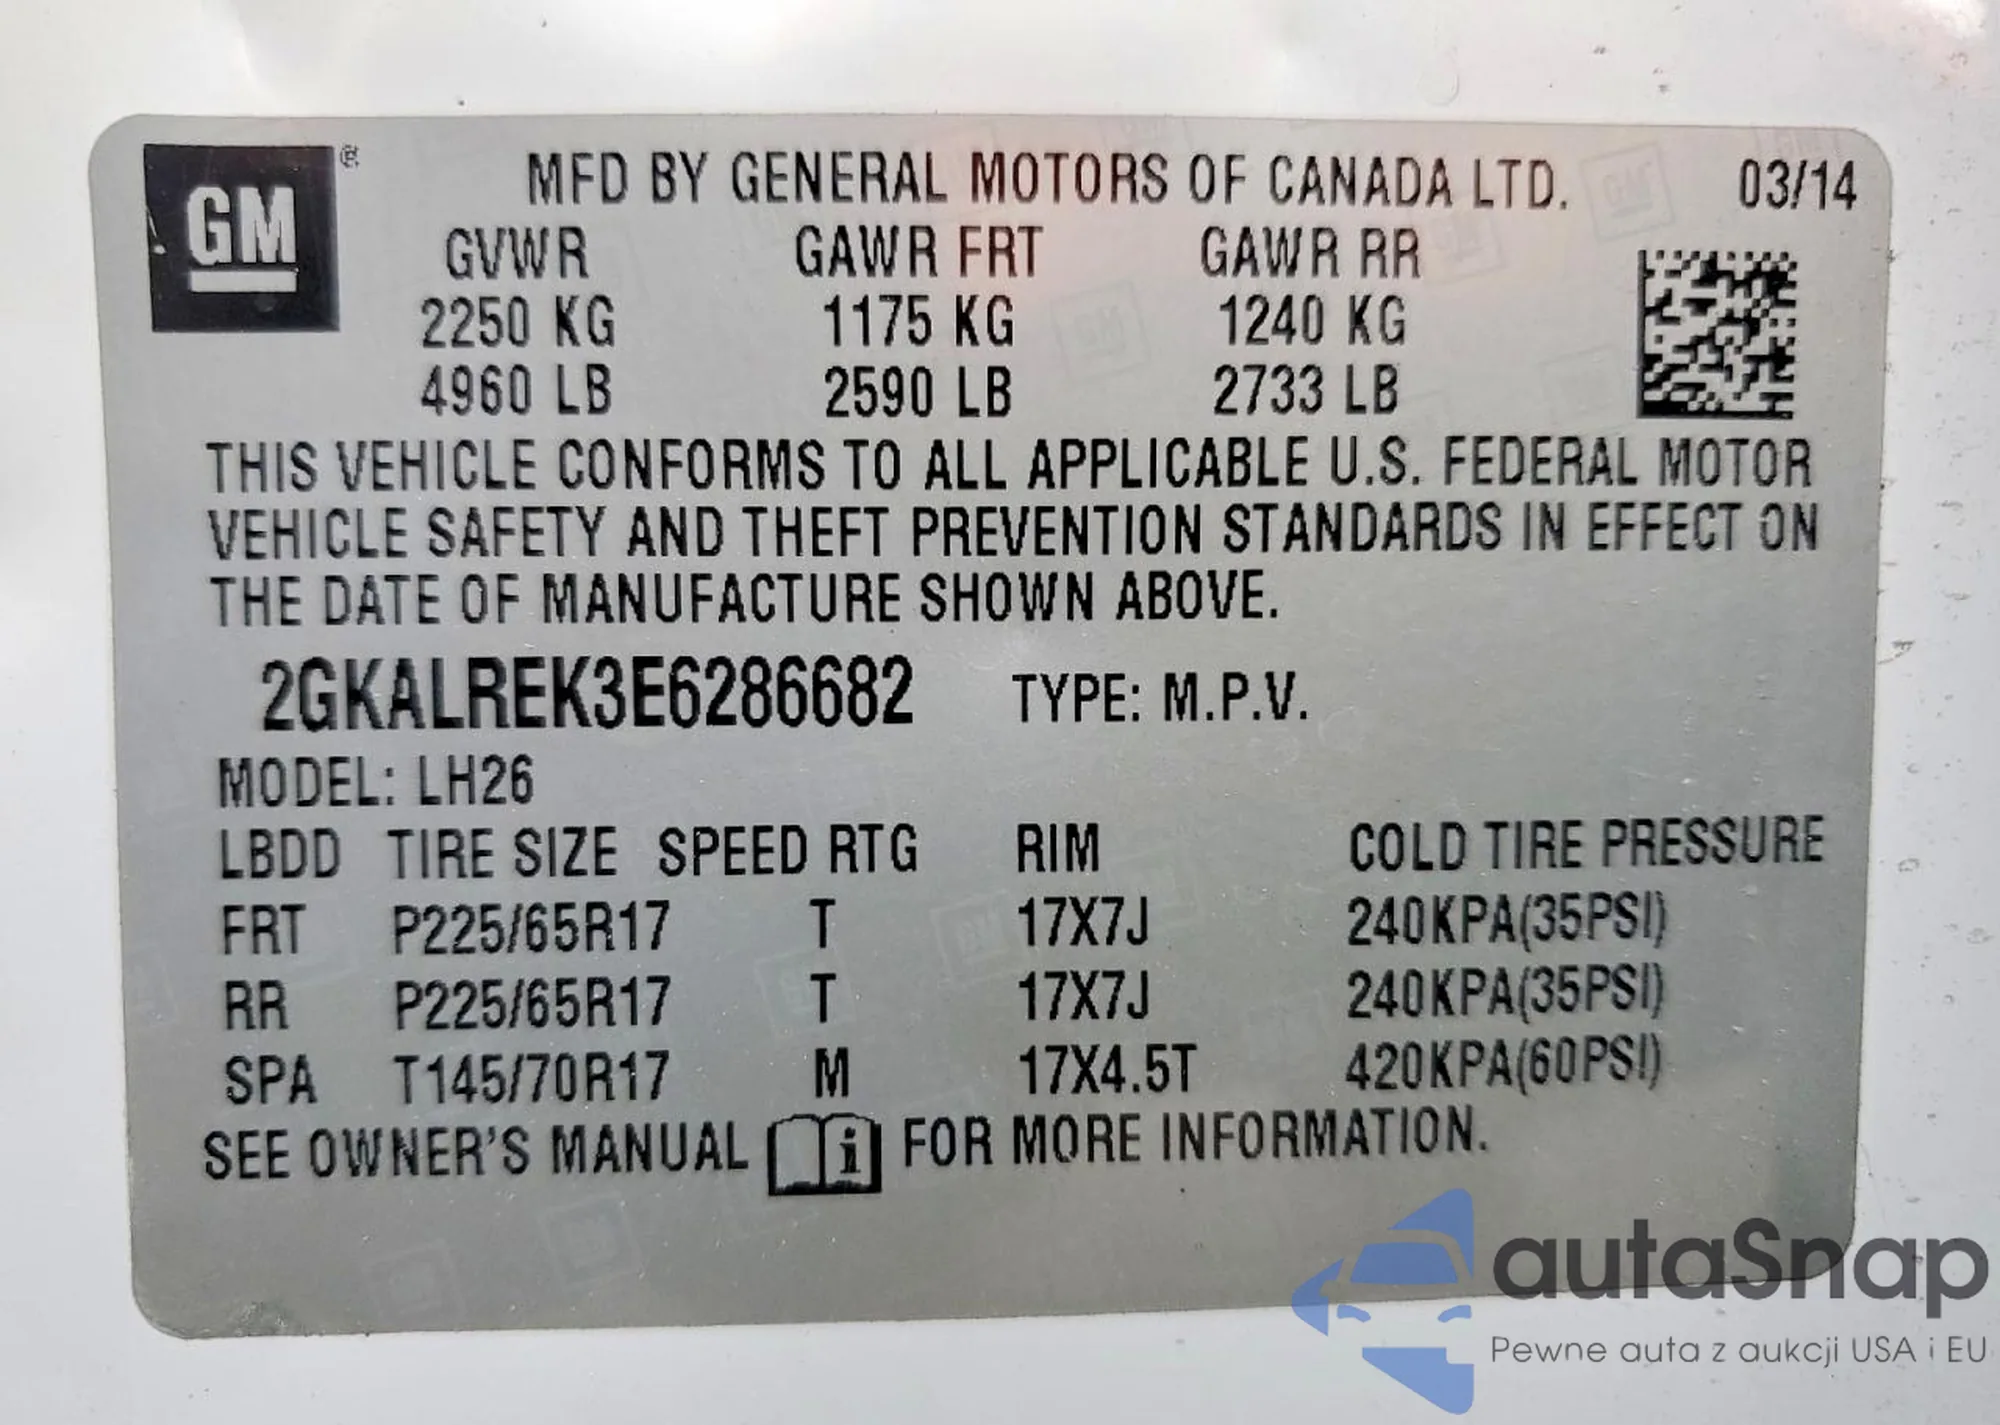 GM ®
MFD BY GENERAL MOTORS OF CANADA LTD. 03/14
GVWR GAWR FRT GAWR RR
2250 KG 1175 KG 1240 KG
4960 LB 2590 LB 2733 LB
THIS VEHICLE CONFORMS TO ALL APPLICABLE U.S. FEDERAL MOTOR
VEHICLE SAFETY AND THEFT PREVENTION STANDARDS IN EFFECT ON
THE DATE OF MANUFACTURE SHOWN ABOVE.
2GKALREK3E6286682 TYPE: M.P.V.
MODEL: LH26
LBDD TIRE SIZE SPEED RTG RIM COLD TIRE PRESSURE
FRT P225/65R17 T 17X7J 240KPA(35PSI)
RR P225/65R17 T 17X7J 240KPA(35PSI)
SPA T145/70R17 M 17X4.5T 420KPA(60PSI)
SEE OWNER'S MANUAL i FOR MORE INFORMATION.
autaSnap
Pewne auta z aukcji USA i EU